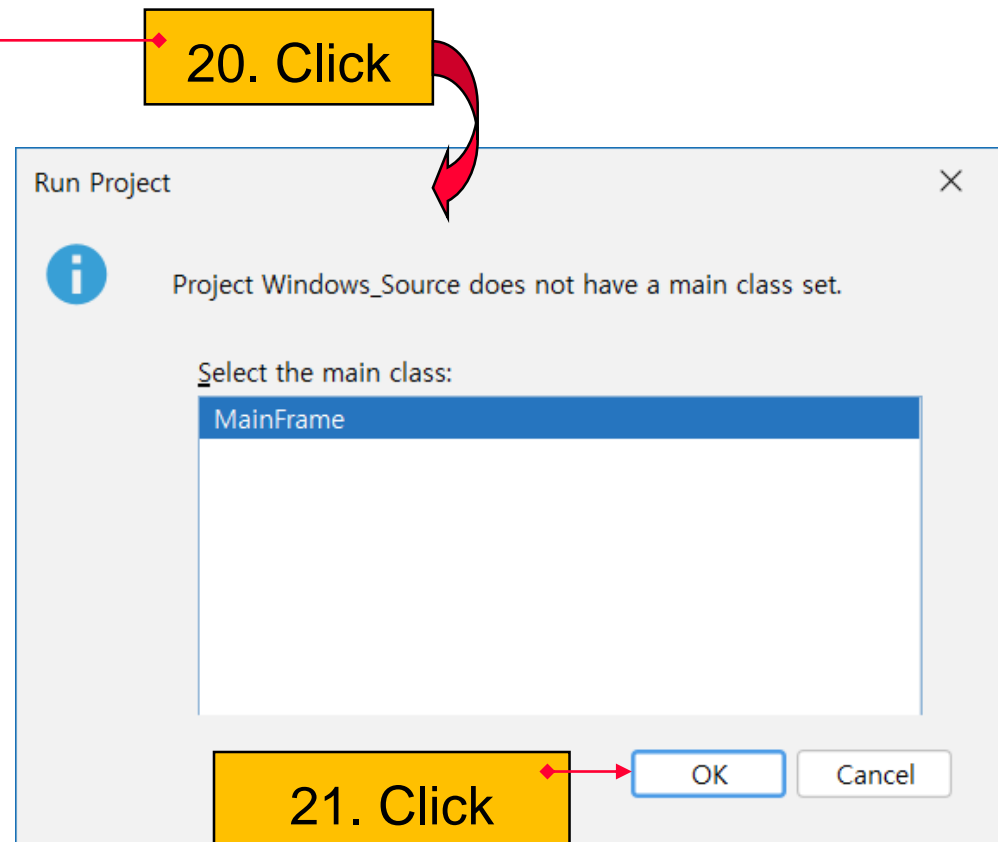 20. Click
Run Project
Project Windows_Source does not have a main class set.
Select the main class:
MainFrame
OK
Cancel
21. Click